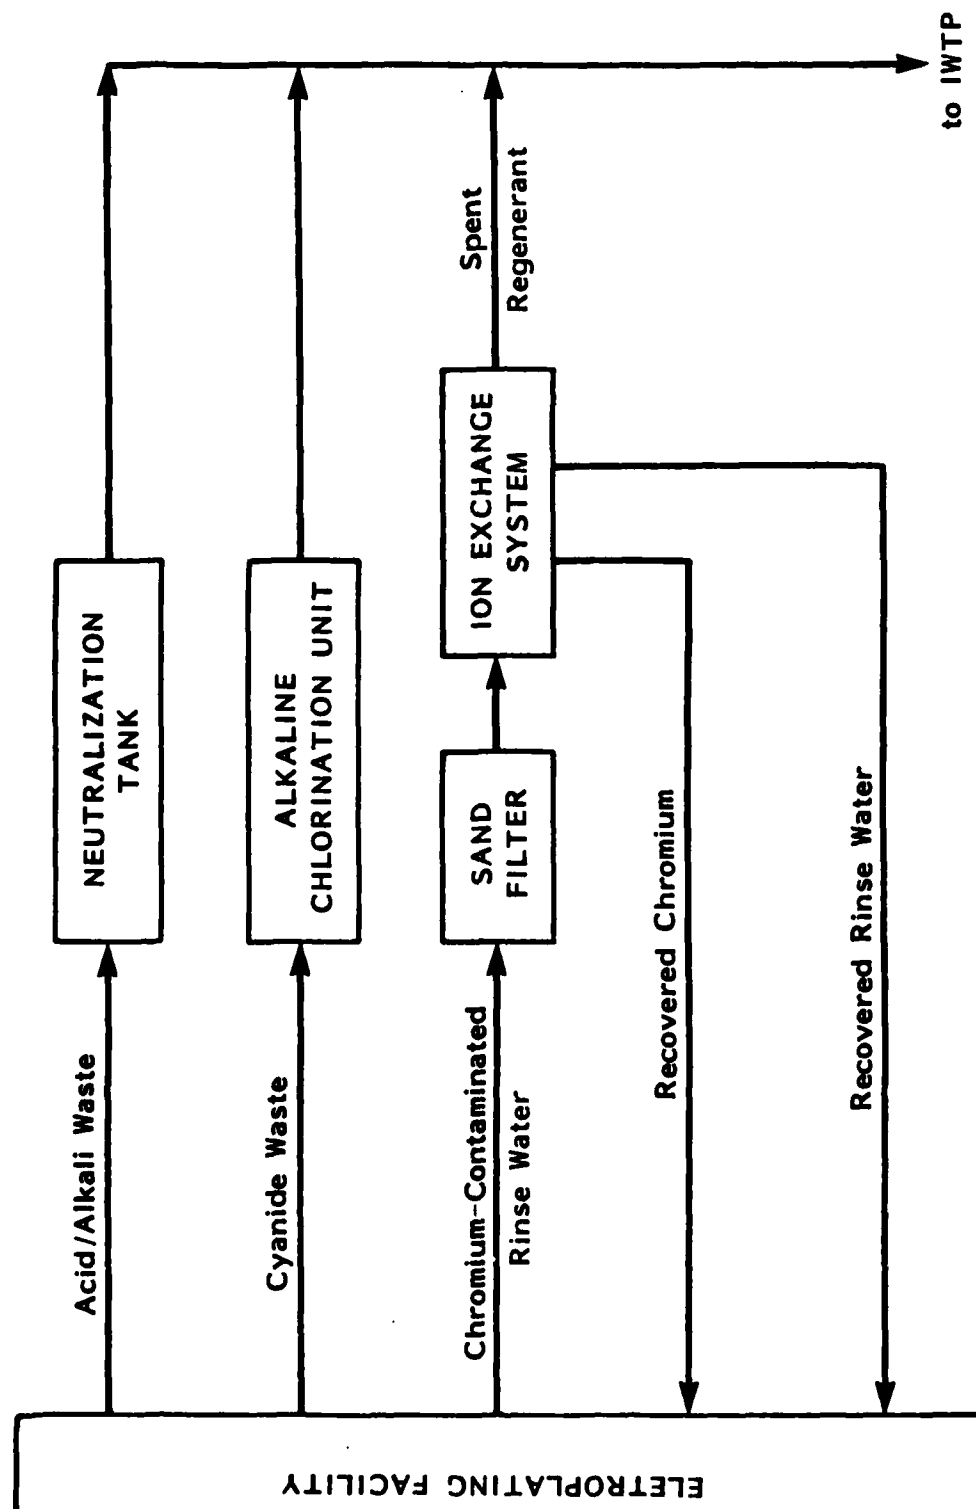 ELETROPLATING FACILITY
Acid/Alkali Waste
NEUTRALIZATION
TANK
Cyanide Waste
ALKALINE
CHLORINATION UNIT
Chromium-Contaminated
Rinse Water
SAND
FILTER
ION EXCHANGE
SYSTEM
Spent
Regenerant
Recovered Chromium
Recovered Rinse Water
to IWTP